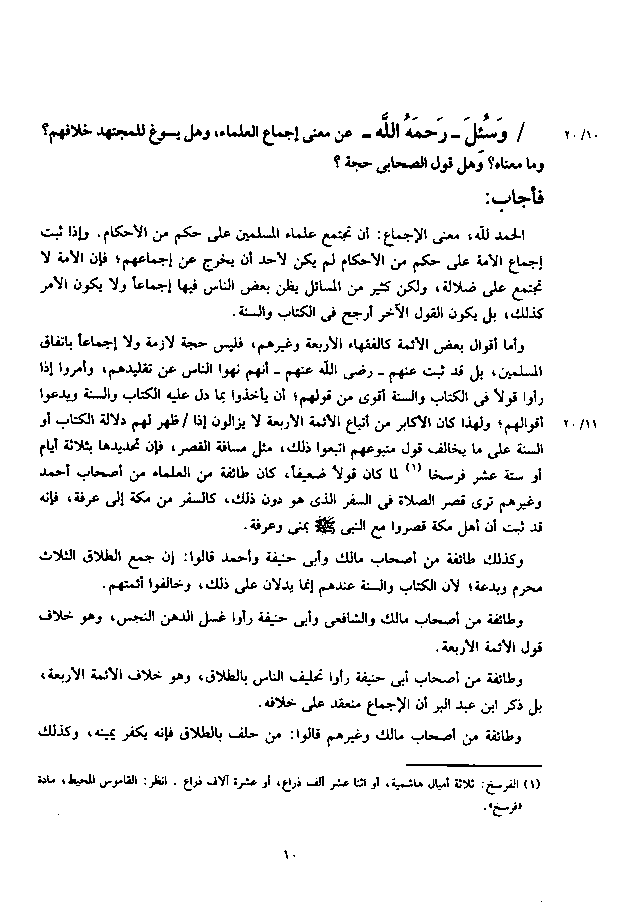 ٢٠/١٠ / وَسُئِلَ ـ رَحمَهُ اللَّه ـ عن معنى إجماع العلماء، وهل يسوغ للمجتهد خلافهم؟
وما معناه؟ وهل قول الصحابى حجة ؟
فأجاب:
الحمد لله، معنى الإجماع: أن تجتمع علماء المسلمين على حكم من الأحكام. وإذا ثبت
إجماع الأمة على حكم من الأحكام لم يكن لأحد أن يخرج عن إجماعهم؛ فإن الأمة لا
تجتمع على ضلالة، ولكن كثير من المسائل يظن بعض الناس فيها إجماعاً ولا يكون الأمر
كذلك، بل يكون القول الآخر أرجح فى الكتاب والسنة.
وأما أقوال بعض الأئمة كالفقهاء الأربعة وغيرهم، فليس حجة لازمة ولا إجماعاً باتفاق
المسلمين، بل قد ثبت عنهم ـ رضى الله عنهم ـ أنهم نهوا الناس عن تقليدهم، وأمروا إذا
رأوا قولاً فى الكتاب والسنة أقوى من قولهم؛ أن يأخذوا بما دل عليه الكتاب والسنة ويدعوا
٢٠/١١ أقوالهم؛ ولهذا كان الأكابر من أتباع الأئمة الأربعة لا يزالون إذا / ظهر لهم دلالة الكتاب أو
السنة على ما يخالف قول متبوعهم اتبعوا ذلك، مثل مسافة القصر، فإن تحديدها بثلاثة أيام
أو ستة عشر فرسخا (١) لما كان قولاً ضعيفاً، كان طائفة من العلماء من أصحاب أحمد
وغيرهم ترى قصر الصلاة فى السفر الذى هو دون ذلك، كالسفر من مكة إلى عرفة، فإنه
قد ثبت أن أهل مكة قصروا مع النبى ﷺ بمنى وعرفة.
وكذلك طائفة من أصحاب مالك وأبى حنيفة وأحمد قالوا: إن جمع الطلاق الثلاث
محرم وبدعة؛ لأن الكتاب والسنة عندهم إنما يدلان على ذلك، وخالفوا أئمتهم.
وطائفة من أصحاب مالك والشافعى وأبى حنيفة رأوا غسل الدهن النجس، وهو خلاف
قول الأئمة الأربعة.
وطائفة من أصحاب أبى حنيفة رأوا تحليف الناس بالطلاق، وهو خلاف الأئمة الأربعة،
بل ذكر ابن عبد البر أن الإجماع منعقد على خلافه.
وطائفة من أصحاب مالك وغيرهم قالوا: من حلف بالطلاق فإنه يكفر يمينه، وكذلك
(١) الفرسخ: ثلاثة أميال هاشمية، أو اثنا عشر ألف ذراع، أو عشرة آلاف ذراع . انظر: القاموس المحيط، مادة
«فرسخ».
١٠